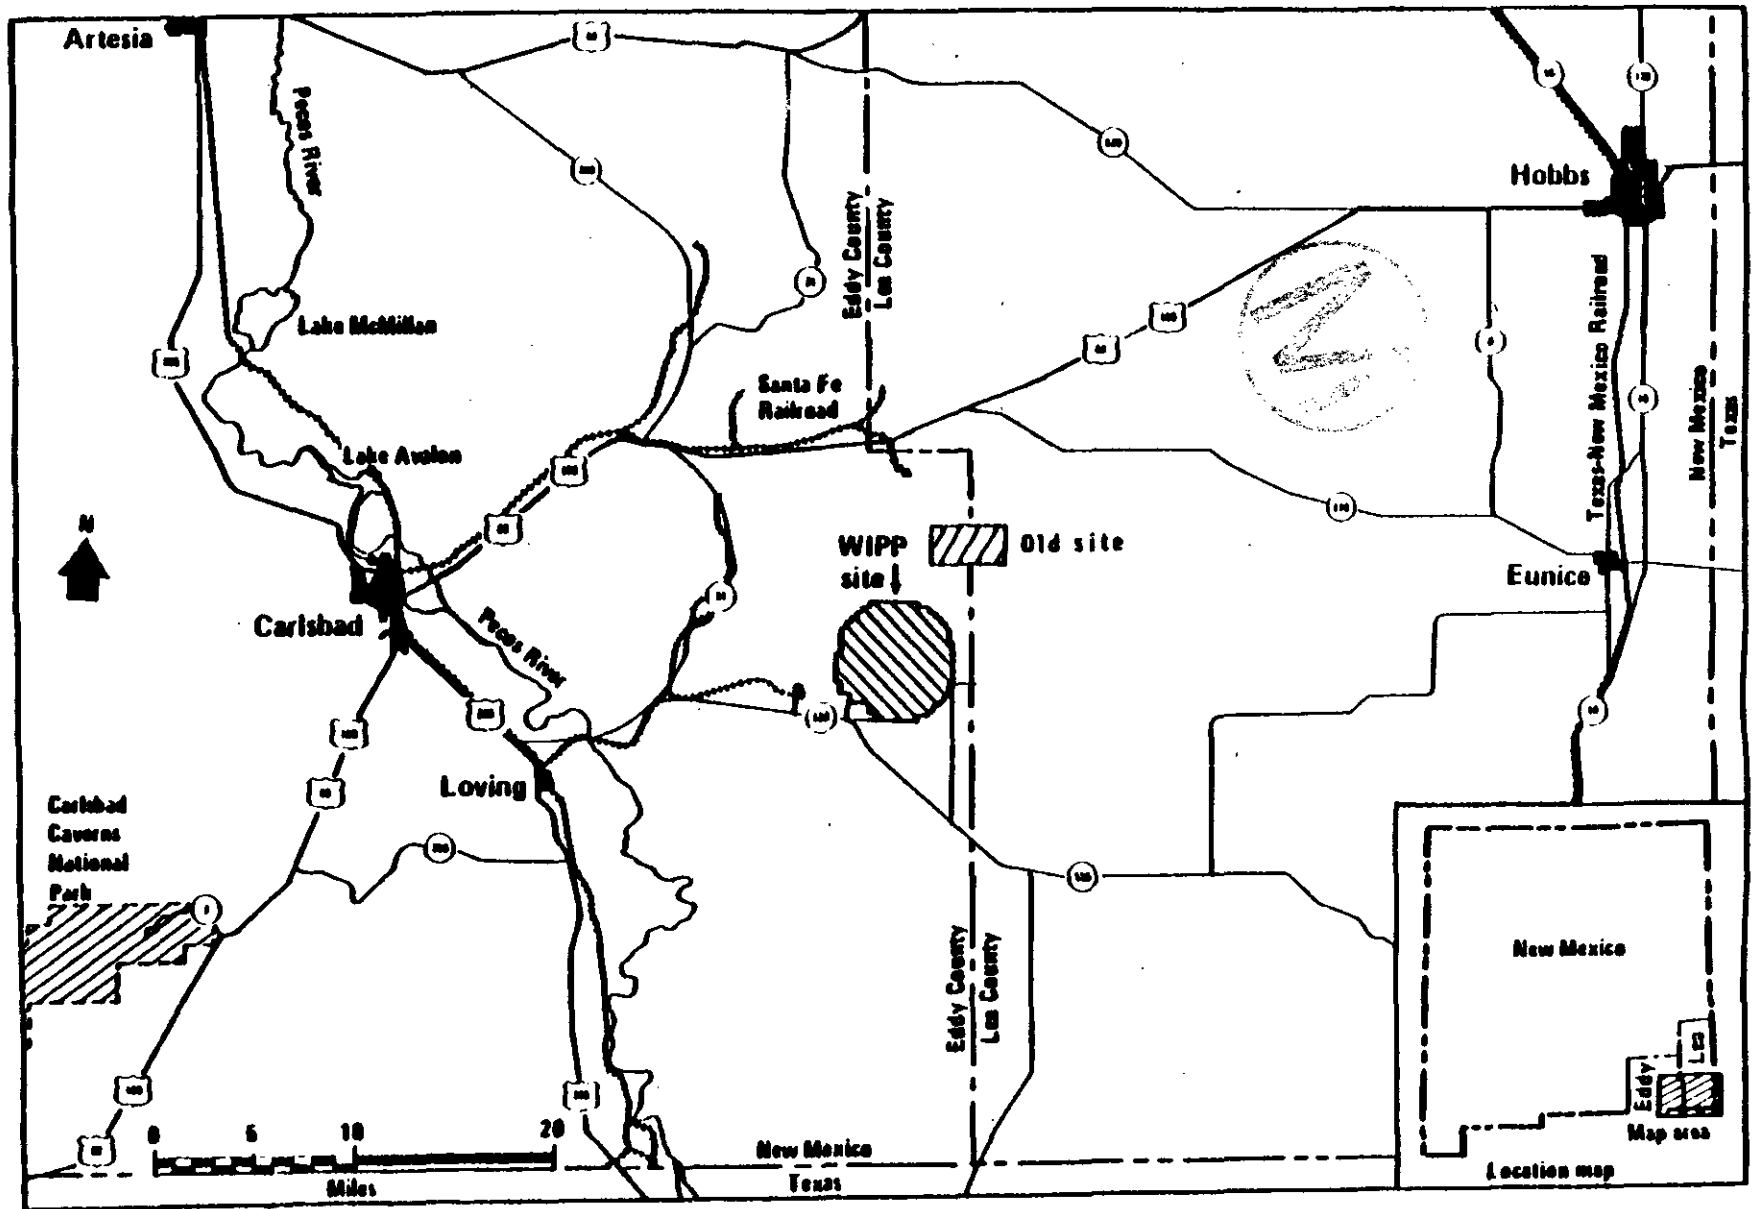 Artesia
Pecos River
Hobbs
Eddy County
Lea County
Lake McMillan
Santa Fe
Railroad
Texas-New Mexico Railroad
New Mexico
Texas
Lake Avalon
N
WIPP
site
Old site
Eunice
Carlsbad
Pecos River
Loving
Carlsbad
Caverns
National
Park
Eddy County
Lea County
New Mexico
Eddy
Lea
Map area
Location map
0 5 10 20
Miles
New Mexico
Texas